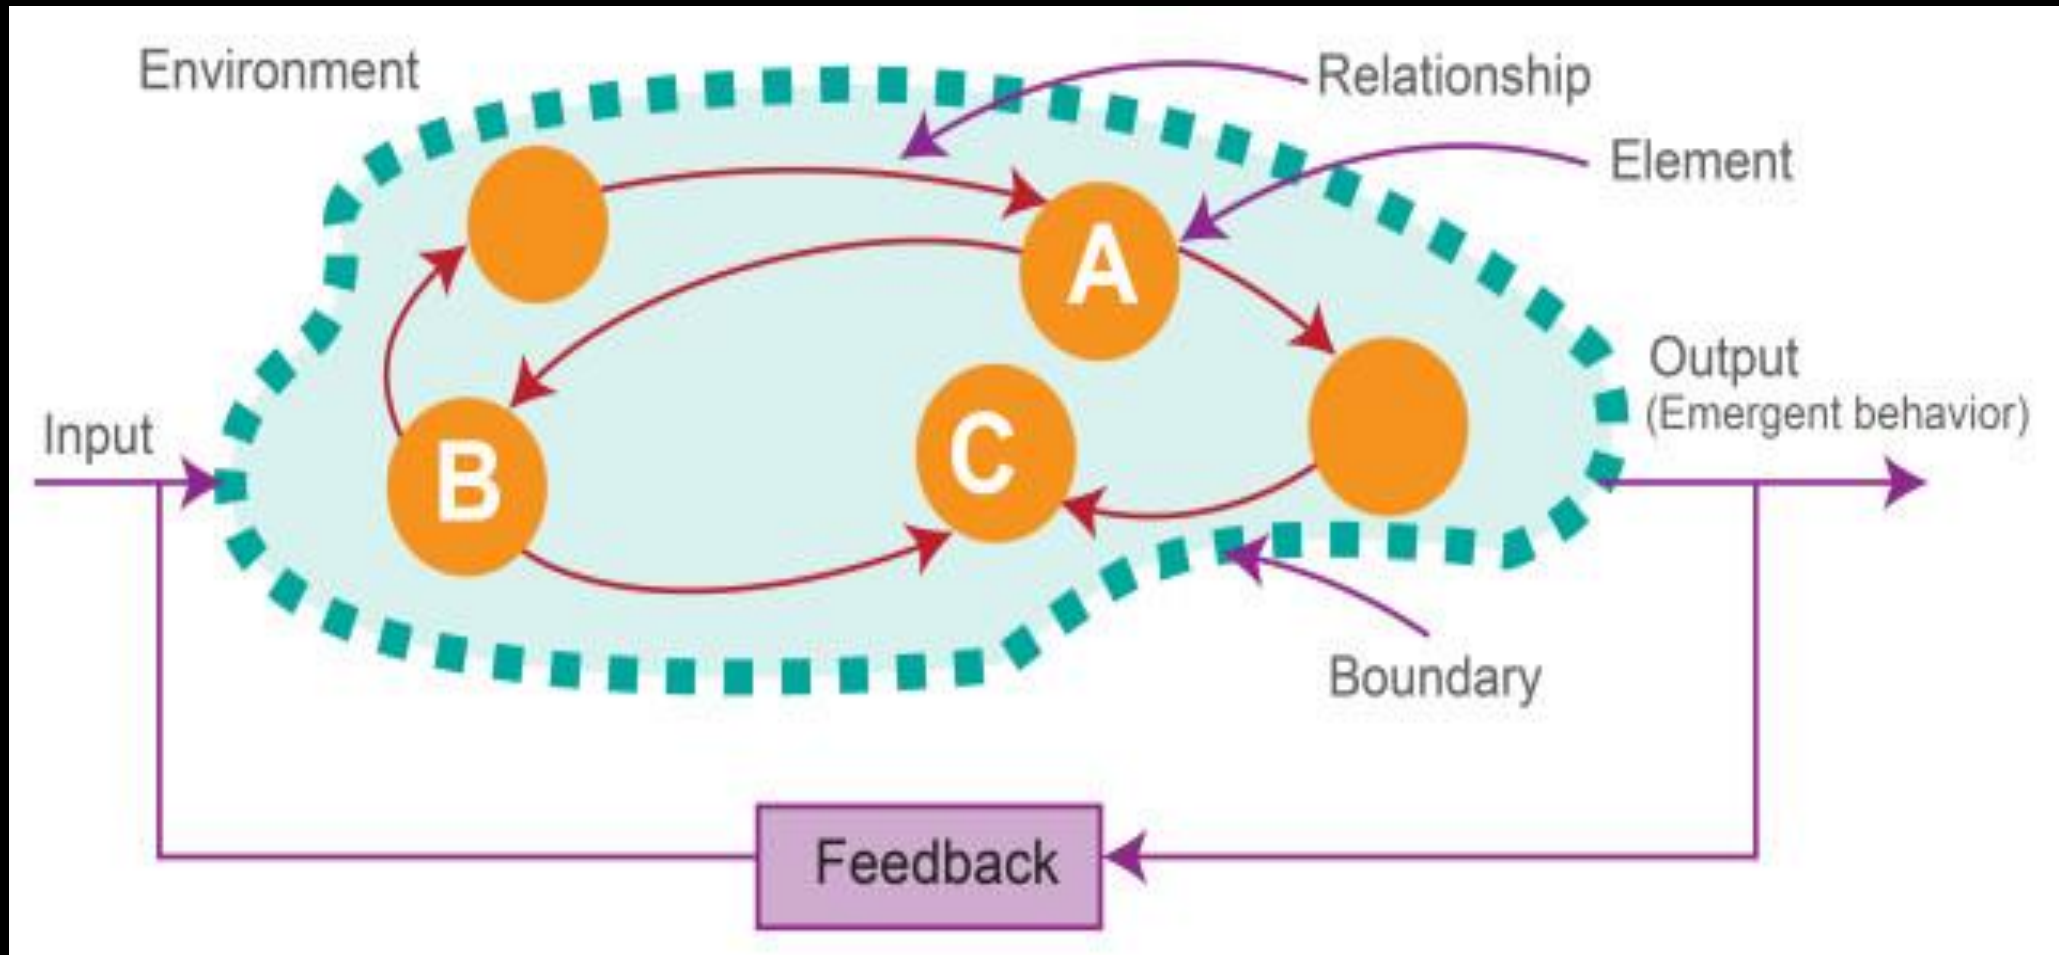 Environment
Relationship
Element
A
Output
(Emergent behavior)
Input
B
C
Boundary
Feedback